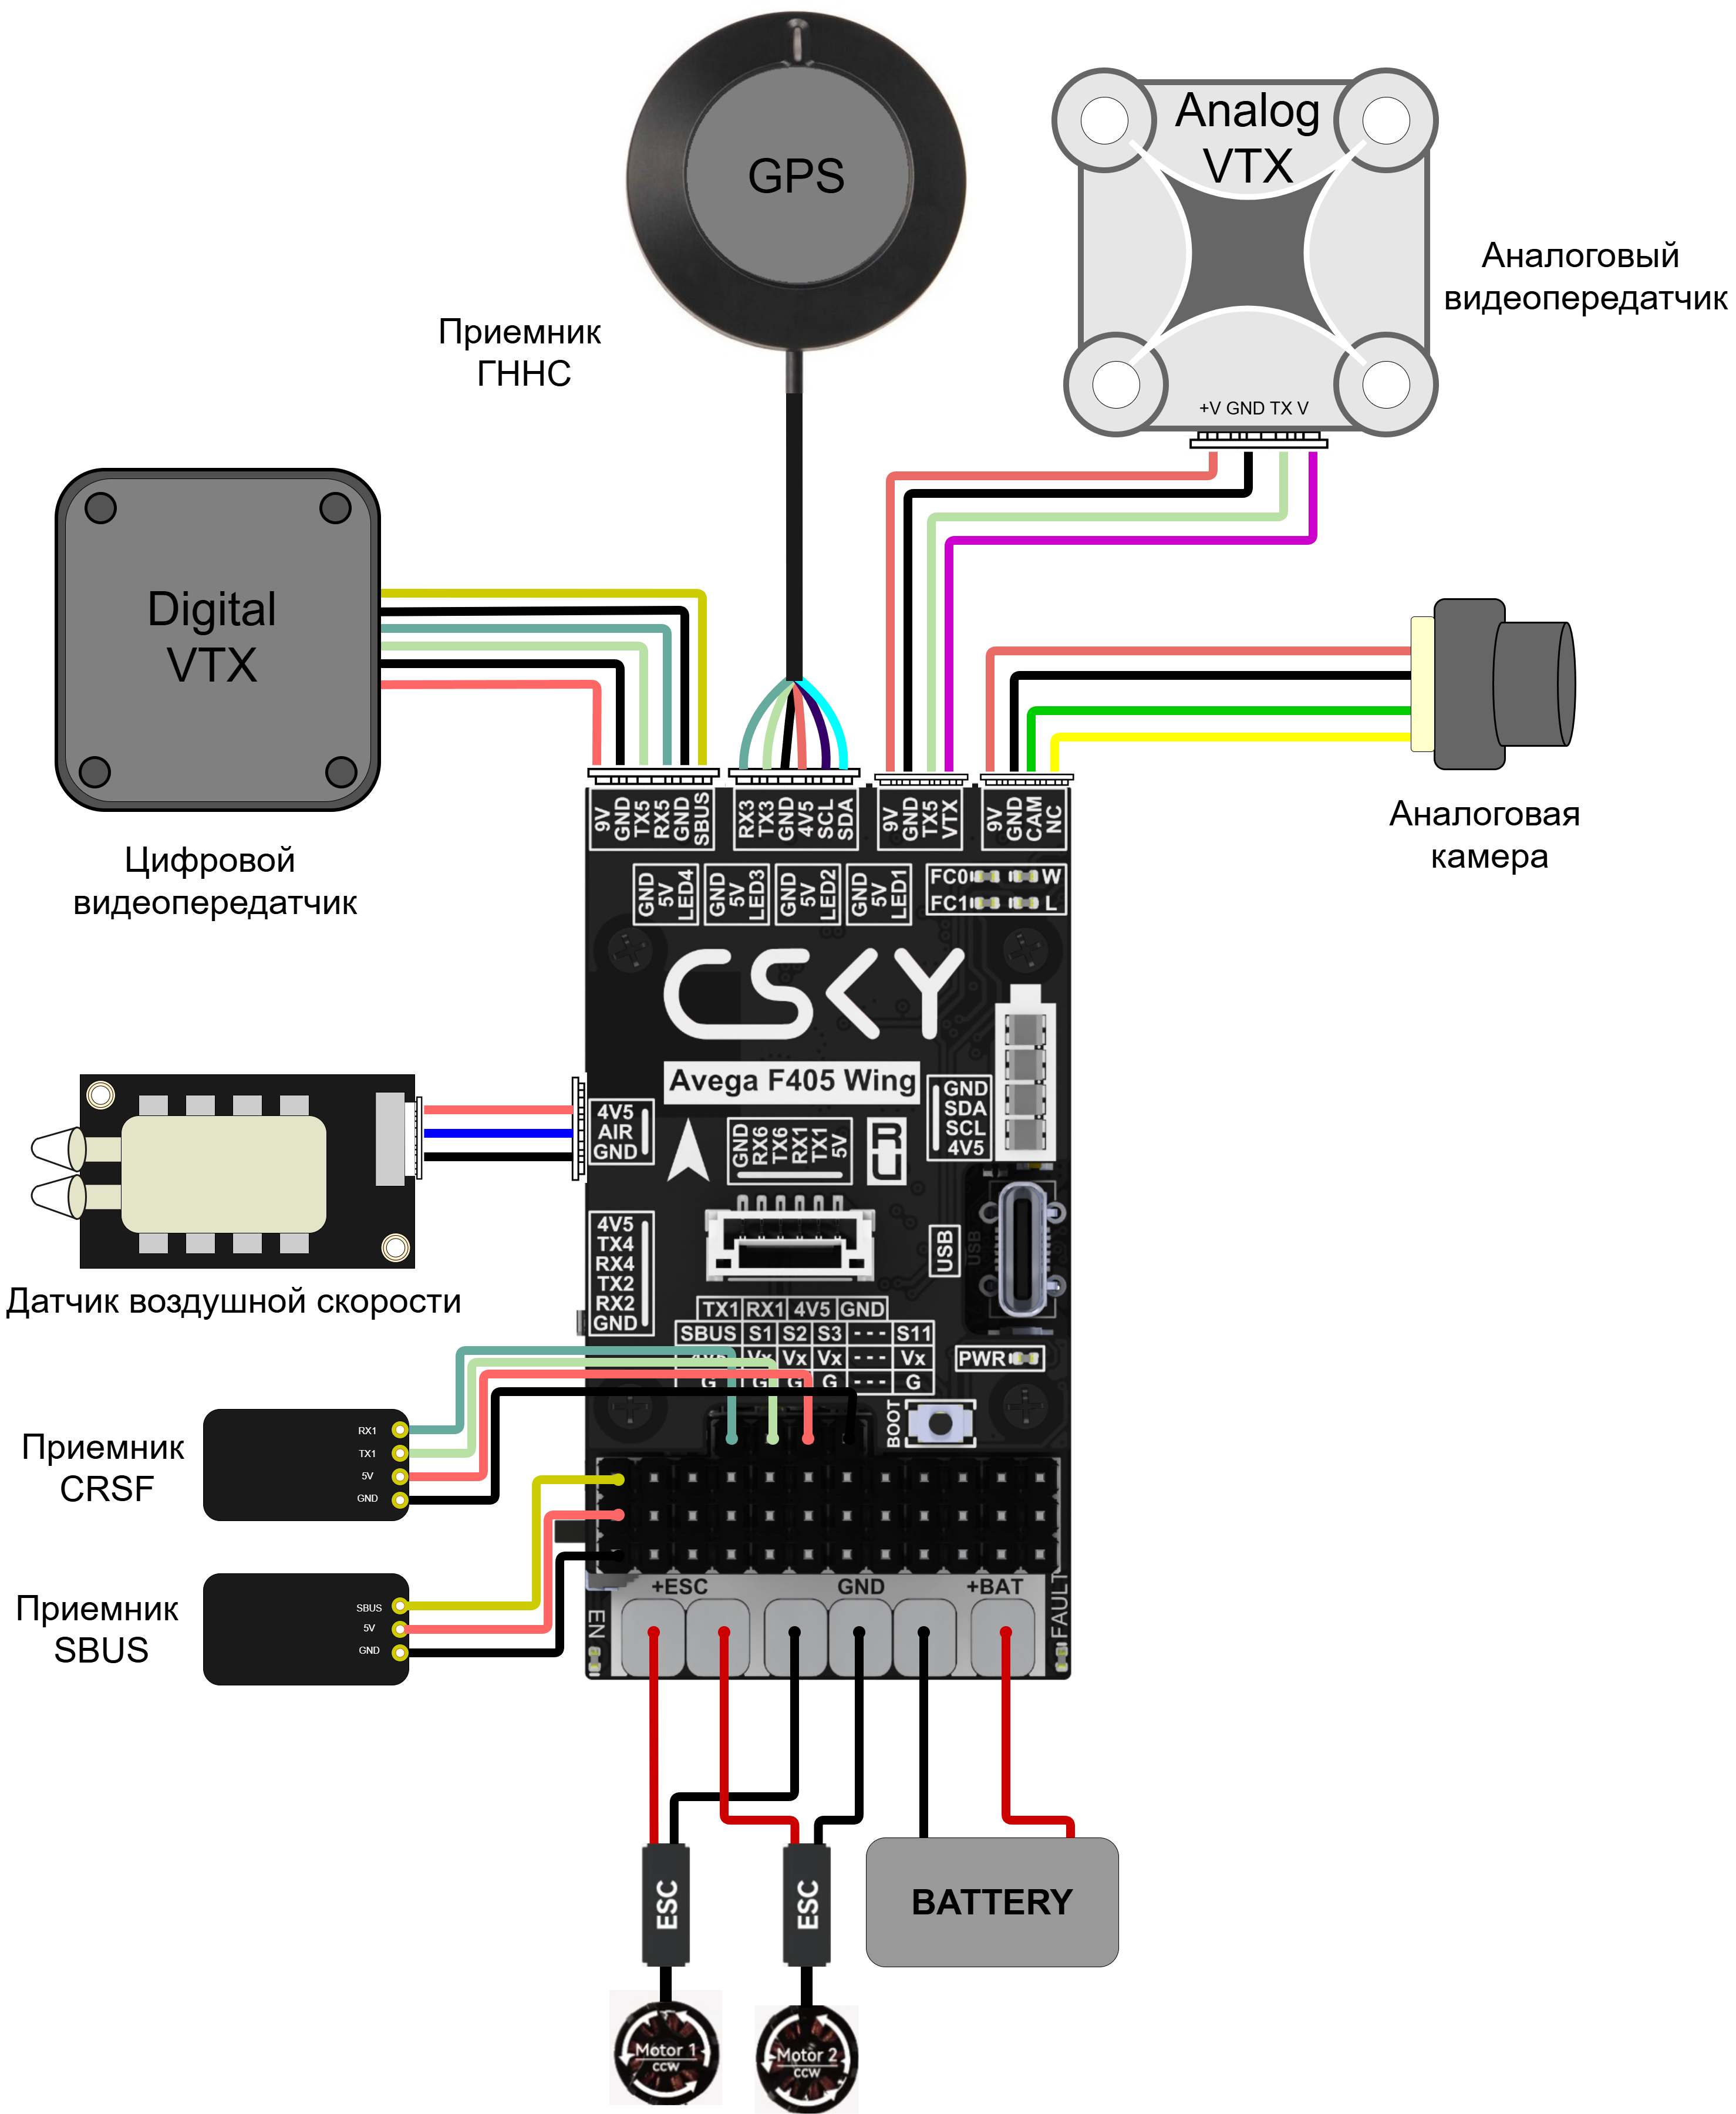 GPS
Analog
VTX
+V GND TX V
Аналоговый
видеопередатчик
Приемник
ГННС
Digital
VTX
Цифровой
видеопередатчик
Аналоговая
камера
9V
GND
TX5
RX5
GND
SBUS
RX3
TX3
GND
4V5
SCL
SDA
9V
GND
TX5
VTX
9V
GND
CAM
NC
GND
5V
LED4
GND
5V
LED3
GND
5V
LED2
GND
5V
LED1
FC0 W
FC1 L
CSKY
Avega F405 Wing
4V5
AIR
GND
GND
RX6
TX6
RX1
TX1
5V
RU
GND
SDA
SCL
4V5
Датчик воздушной скорости
4V5
TX4
RX4
TX2
RX2
GND
USB
USB
TX1 RX1 4V5 GND
SBUS S1 S2 S3 --- S11
4V5 Vx Vx Vx --- Vx
G G G G --- G
PWR
BOOT
Приемник
CRSF
RX1
TX1
5V
GND
Приемник
SBUS
SBUS
5V
GND
+ESC GND +BAT
EN
FAULT
ESC
ESC
BATTERY
Motor 1
CCW
Motor 2
CCW